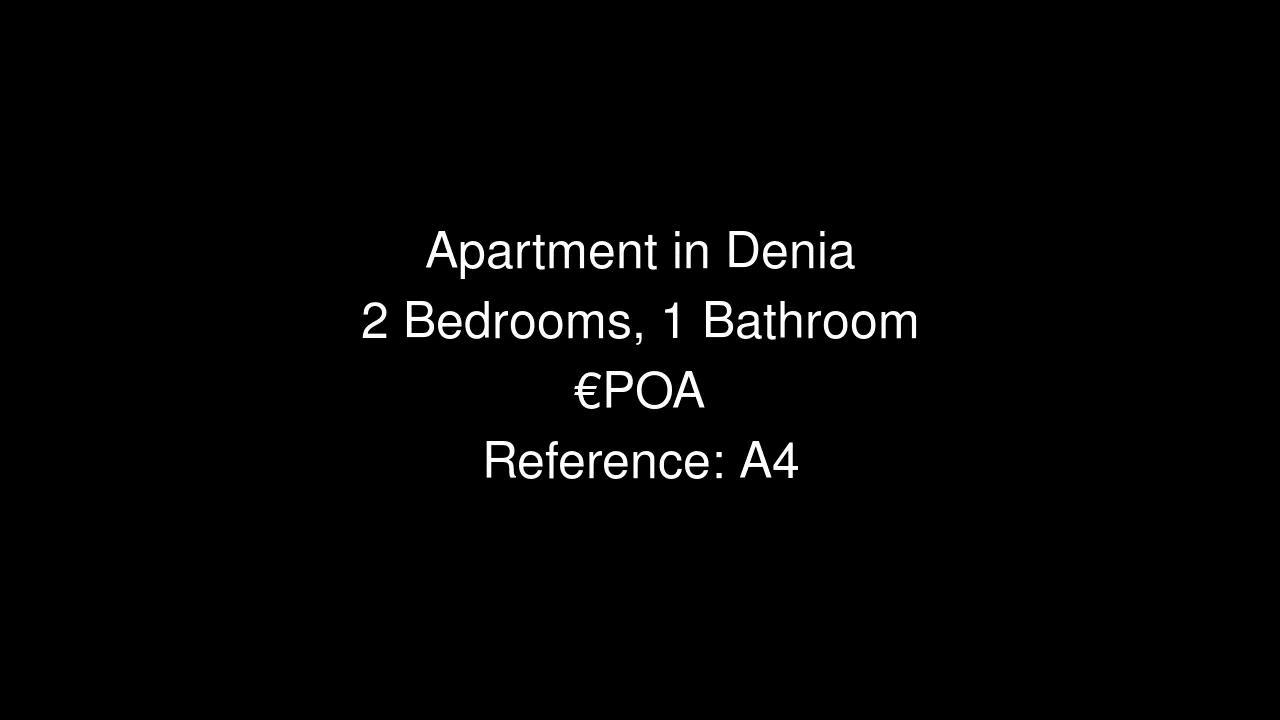 Apartment in Denia
2 Bedrooms, 1 Bathroom
€POA
Reference: A4